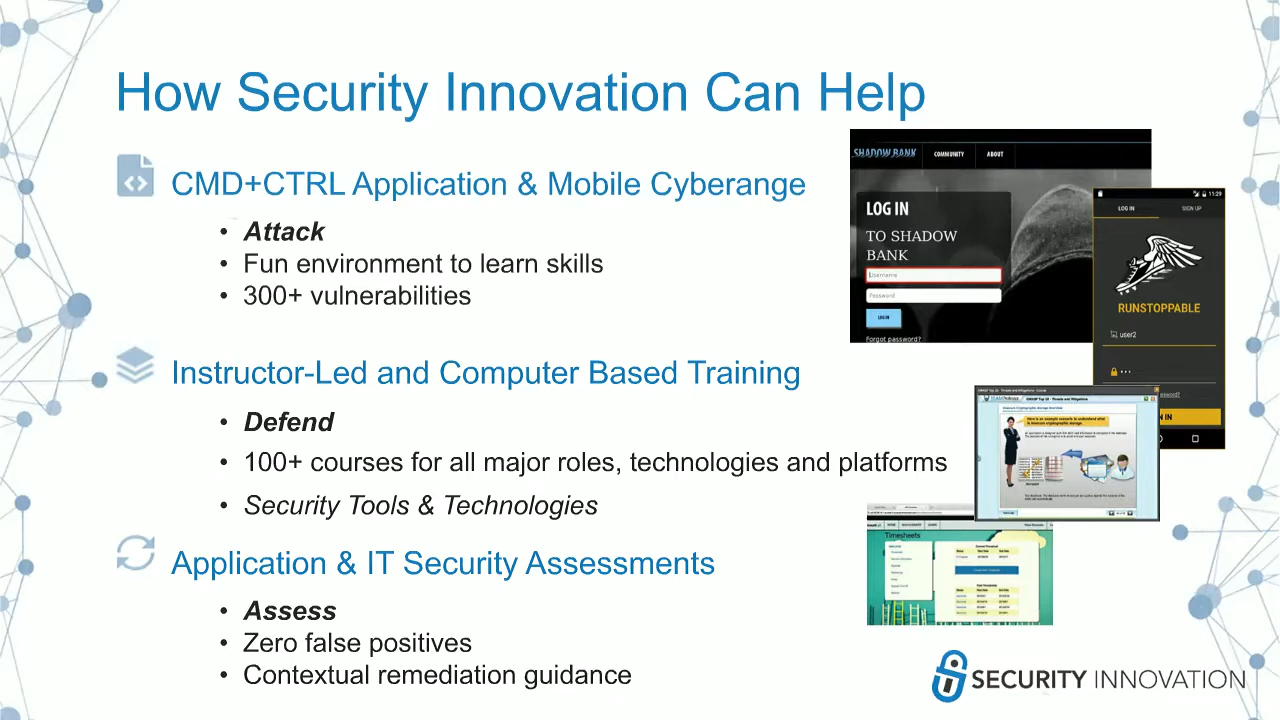 How Security Innovation Can Help
CMD+CTRL Application & Mobile Cyberange
• Attack
• Fun environment to learn skills
• 300+ vulnerabilities
Instructor-Led and Computer Based Training
• Defend
• 100+ courses for all major roles, technologies and platforms
• Security Tools & Technologies
Application & IT Security Assessments
• Assess
• Zero false positives
• Contextual remediation guidance
SHADOW BANK
COMMUNITY
ABOUT
LOG IN
TO SHADOW
BANK
Username
Password
LOG IN
Forgot password?
11:29
LOG IN
SIGN UP
RUNSTOPPABLE
user2
Timesheets
SECURITY INNOVATION